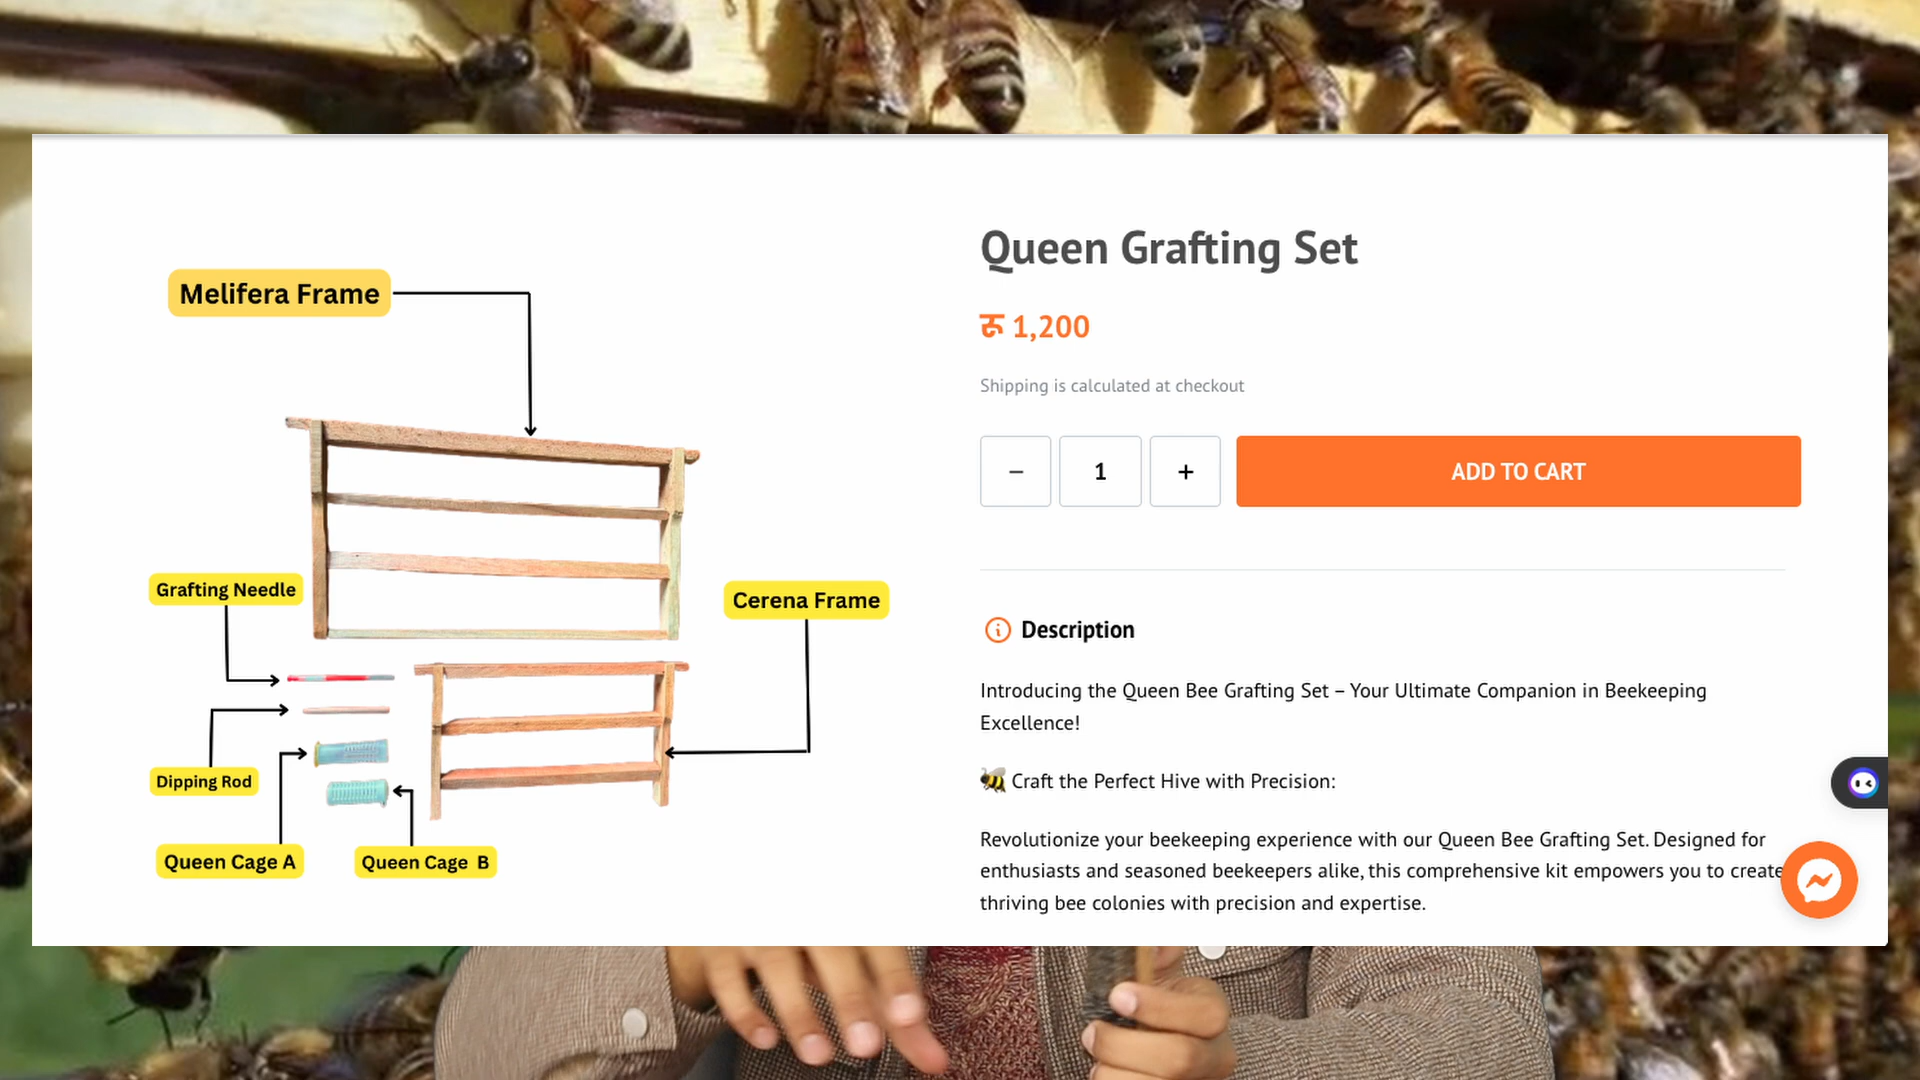 Melifera Frame
Grafting Needle
Cerena Frame
Dipping Rod
Queen Cage A
Queen Cage B
Queen Grafting Set
रू 1,200
Shipping is calculated at checkout
− 1 +
ADD TO CART
Description
Introducing the Queen Bee Grafting Set – Your Ultimate Companion in Beekeeping
Excellence!
🐝 Craft the Perfect Hive with Precision:
Revolutionize your beekeeping experience with our Queen Bee Grafting Set. Designed for
enthusiasts and seasoned beekeepers alike, this comprehensive kit empowers you to create
thriving bee colonies with precision and expertise.